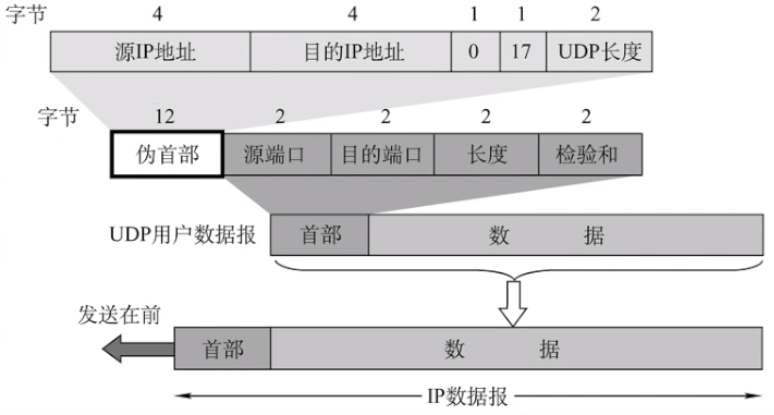 字节 4 4 1 1 2
源IP地址 目的IP地址 0 17 UDP长度
字节 12 2 2 2 2
伪首部 源端口 目的端口 长度 检验和
UDP用户数据报 首部 数 据
发送在前
首部 数 据
IP数据报